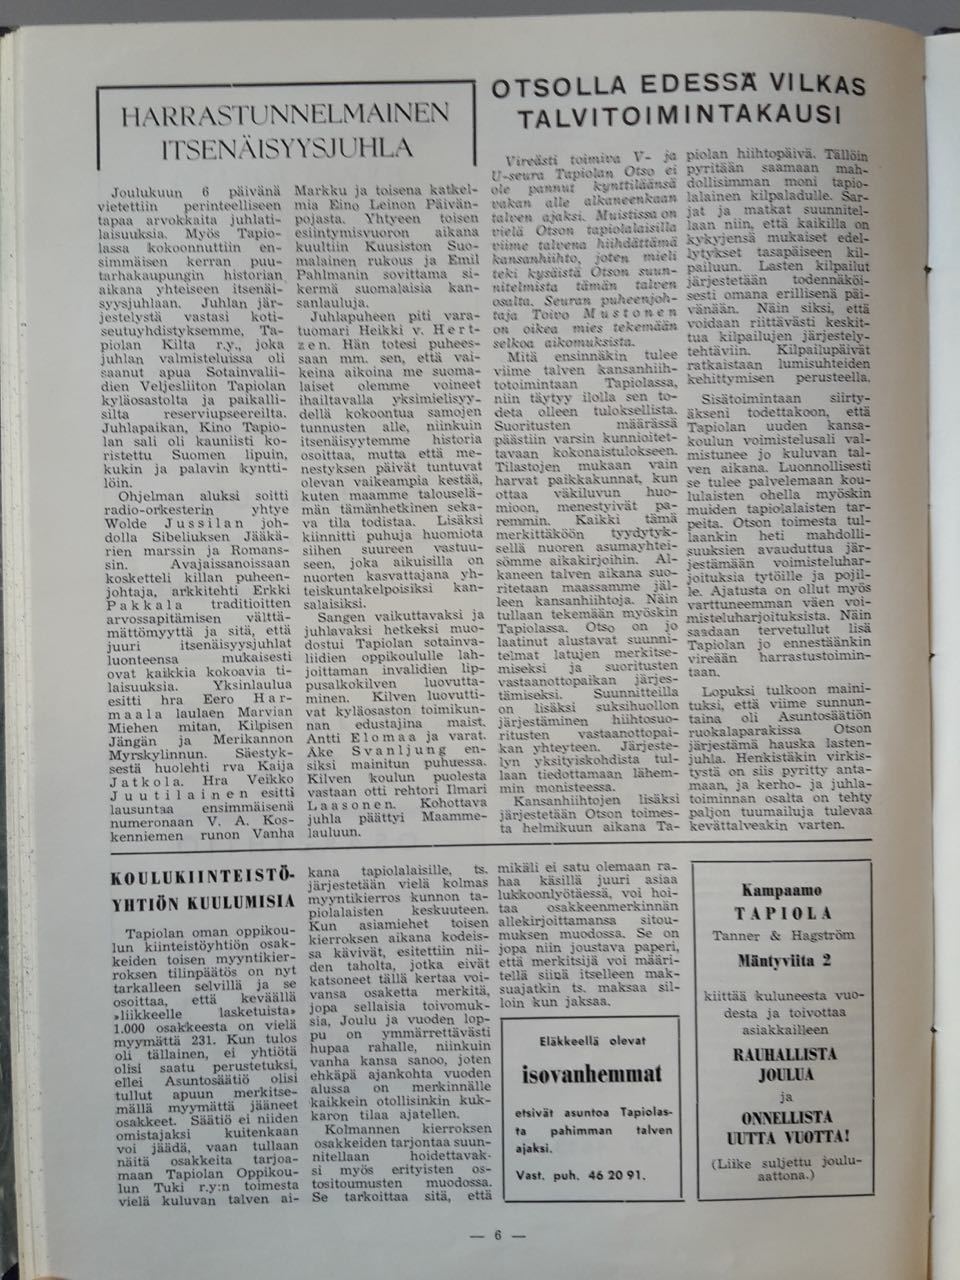 HARRASTUNNELMAINEN
ITSENÄISYYSJUHLA
Joulukuun 6 päivänä
vietettiin perinteelliseen
tapaa arvokkaita juhlati-
laisuuksia. Myös Tapio-
lassa kokoonnuttiin en-
simmäisen kerran puu-
tarhakaupungin historian
aikana yhteiseen itsenäi-
syysjuhlaan. Juhlan jär-
jestelystä vastasi koti-
seutuyhdistyksemme, Ta-
piolan Kilta r.y., joka
juhlan valmisteluissa oli
saanut apua Sotainvalii-
dien Veljesliiton Tapiolan
kyläosastolta ja paikalli-
silta reserviupseereilta.
Juhlapaikan, Kino Tapio-
lan sali oli kauniisti ko-
ristettu Suomen lipuin,
kukin ja palavin kyntti-
löin.
Ohjelman aluksi soitti
radio-orkesterin yhtye
Wolde Jussilan joh-
dolla Sibeliuksen Jääkä-
rien marssin ja Romans-
sin. Avajaissanoissaan
kosketteli killan puheen-
johtaja, arkkitehti Erkki
Pakkala traditioitten
arvossapitämisen välttä-
mättömyyttä ja sitä, että
juuri itsenäisyysjuhlat
luonteensa mukaisesti
ovat kaikkia kokoavia ti-
laisuuksia. Yksinlaulua
esitti hra Eero Har-
maala laulaen Marvian
Miehen mitan, Kilpisen
Jängän ja Merikannon
Myrskylinnun. Säestyk-
sestä huolehti rva Kaija
Jatkola. Hra Veikko
Juutilainen esitti
lausuntaa ensimmäisenä
numeronaan V. A. Kos-
kenniemen runon Vanha
Markku ja toisena katkel-
mia Eino Leinon Päivän-
pojasta. Yhtyeen toisen
esiintymisvuoron aikana
kuultiin Kuusiston Suo-
malainen rukous ja Emil
Pahlmanin sovittama si-
kermä suomalaisia kan-
sanlauluja.
Juhlapuheen piti vara-
tuomari Heikki v. Hert-
zen. Hän totesi puhees-
saan mm. sen, että vai-
keina aikoina me suoma-
laiset olemme voineet
ihailtavalla yksimielisyy-
dellä kokoontua samojen
tunnusten alle, niinkuin
itsenäisyytemme historia
osoittaa, mutta että me-
nestyksen päivät tuntuvat
olevan vaikeampia kestää,
kuten maamme talouselä-
män tämänhetkinen seka-
va tila todistaa. Lisäksi
kiinnitti puhuja huomiota
siihen suureen vastuu-
seen, joka aikuisilla on
nuorten kasvattajana yh-
teiskuntakelpoisiksi kan-
salaisiksi.
Sangen vaikuttavaksi ja
juhlavaksi hetkeksi muo-
dostui Tapiolan sotainva-
liidien oppikoululle lah-
joittaman invalidien lip-
pusalkokilven luovutta-
minen. Kilven luovutti-
vat kyläosaston toimikun-
nan edustajina maist.
Antti Elomaa ja varat.
Åke Svanljung en-
siksi mainitun puhuessa.
Kilven koulun puolesta
vastaan otti rehtori Ilmari
Laasonen. Kohottava
juhla päättyi Maamme-
lauluun.
OTSOLLA EDESSÄ VILKAS
TALVITOIMINTAKAUSI
Vireästi toimiva V- ja
U-seura Tapiolan Otso ei
ole pannut kynttiläänsä
vakan alle alkaneenkaan
talven ajaksi. Muistissa on
vielä Otson tapiolalaisilla
viime talvena hiihdättämä
kansanhiihto, joten mieli
teki kysäistä Otson suun-
nitelmista tämän talven
osalta. Seuran puheenjoh-
taja Toivo Mustonen
on oikea mies tekemään
selkoa aikomuksista.
Mitä ensinnäkin tulee
viime talven kansanhiih-
totoimintaan Tapiolassa,
niin täytyy ilolla sen to-
deta olleen tuloksellista.
Suoritusten määrässä
päästiin varsin kunnioitet-
tavaan kokonaistulokseen.
Tilastojen mukaan vain
harvat paikkakunnat, kun
ottaa väkiluvun huo-
mioon, menestyivät pa-
remmin. Kaikki tämä
merkittäköön tyydytyk-
sellä nuoren asumayhtei-
sömme aikakirjoihin. Al-
kaneen talven aikana suo-
ritetaan maassamme jäl-
leen kansanhiihtoja. Näin
tullaan tekemään myöskin
Tapiolassa. Otso on jo
laatinut alustavat suunni-
telmat latujen merkitse-
miseksi ja suoritusten
vastaanottopaikan järjes-
tämiseksi. Suunnitteilla
on lisäksi suksihuollon
järjestäminen hiihtosuo-
ritusten vastaanottopai-
kan yhteyteen. Järjeste-
lyn yksityiskohdista tul-
laan tiedottamaan lähem-
min monisteessa.
Kansanhiihtojen lisäksi
järjestetään Otson toimes-
ta helmikuun aikana Ta-
piolan hiihtopäivä. Tällöin
pyritään saamaan mah-
dollisimman moni tapio-
lalainen kilpaladulle. Sar-
jat ja matkat suunnitel-
laan niin, että kaikilla on
kykyjensä mukaiset edel-
lytykset tasapäiseen kil-
pailuun. Lasten kilpailut
järjestetään todennäköi-
sesti omana erillisenä päi-
vänään. Näin siksi, että
voidaan riittävästi keskit-
tua kilpailujen järjestely-
tehtäviin. Kilpailupäivät
ratkaistaan lumisuhteiden
kehittymisen perusteella.
Sisätoimintaan siirty-
äkseni todettakoon, että
Tapiolan uuden kansa-
koulun voimistelusali val-
mistunee jo kuluvan tal-
ven aikana. Luonnollisesti
se tulee palvelemaan kou-
lulaisten ohella myöskin
muiden tapiolalaisten tar-
peita. Otson toimesta tul-
laankin heti mahdolli-
suuksien avauduttua jär-
jestämään voimisteluhar-
joituksia tytöille ja pojil-
le. Ajatusta on ollut myös
varttuneemman väen voi-
misteluharjoituksista. Näin
saadaan tervetullut lisä
Tapiolan jo ennestäänkin
vireään harrastustoimin-
taan.
Lopuksi tulkoon maini-
tuksi, että viime sunnun-
taina oli Asuntosäätiön
ruokalaparakissa Otson
järjestämä hauska lasten-
juhla. Henkistäkin virkis-
tystä on siis pyritty anta-
maan, ja kerho- ja juhla-
toiminnan osalta on tehty
paljon tuumailuja tulevaa
kevättalveakin varten.
KOULUKIINTEISTÖ-
YHTIÖN KUULUMISIA
Tapiolan oman oppikou-
lun kiinteistöyhtiön osak-
keiden toisen myyntikier-
roksen tilinpäätös on nyt
tarkalleen selvillä ja se
osoittaa, että keväällä
»liikkeelle lasketuista»
1.000 osakkeesta on vielä
myymättä 231. Kun tulos
oli tällainen, ei yhtiötä
olisi saatu perustetuksi,
ellei Asuntosäätiö olisi
tullut apuun merkitse-
mällä myymättä jääneet
osakkeet. Säätiö ei niiden
omistajaksi kuitenkaan
voi jäädä, vaan tullaan
näitä osakkeita tarjoa-
maan Tapiolan Oppikou-
lun Tuki r.y:n toimesta
vielä kuluvan talven ai-
kana tapiolalaisille, ts.
järjestetään vielä kolmas
myyntikierros kunnon ta-
piolalaisten keskuuteen.
Kun asiamiehet toisen
kierroksen aikana kodeis-
sa kävivät, esitettiin nii-
den taholta, jotka eivät
katsoneet tällä kertaa voi-
vansa osaketta merkitä,
jopa sellaisia toivomuk-
sia, Joulu ja vuoden lop-
pu on ymmärrettävästi
hupaa rahalle, niinkuin
vanha kansa sanoo, joten
ehkäpä ajankohta vuoden
alussa on merkinnälle
kaikkein otollisinkin kuk-
karon tilaa ajatellen.
Kolmannen kierroksen
osakkeiden tarjontaa suun-
nitellaan hoidettavak-
si myös erityisten os-
tositoumusten muodossa.
Se tarkoittaa sitä, että
mikäli ei satu olemaan ra-
haa käsillä juuri asiaa
lukkoonlyötäessä, voi hoi-
taa osakkeenmerkinnän
allekirjoittamansa sitou-
muksen muodossa. Se on
jopa niin joustava paperi,
että merkitsijä voi määri-
tellä siinä itselleen mak-
suajatkin ts. maksaa sil-
loin kun jaksaa.
Eläkkeellä olevat
isovanhemmat
etsivät asuntoa Tapiolas-
ta pahimman talven
ajaksi.
Vast. puh. 46 20 91.
Kampaamo
TAPIOLA
Tanner & Hagström
Mäntyviita 2
kiittää kuluneesta vuo-
desta ja toivottaa
asiakkailleen
RAUHALLISTA
JOULUA
ja
ONNELLISTA
UUTTA VUOTTA!
(Liike suljettu joulu-
aattona.)
— 6 —